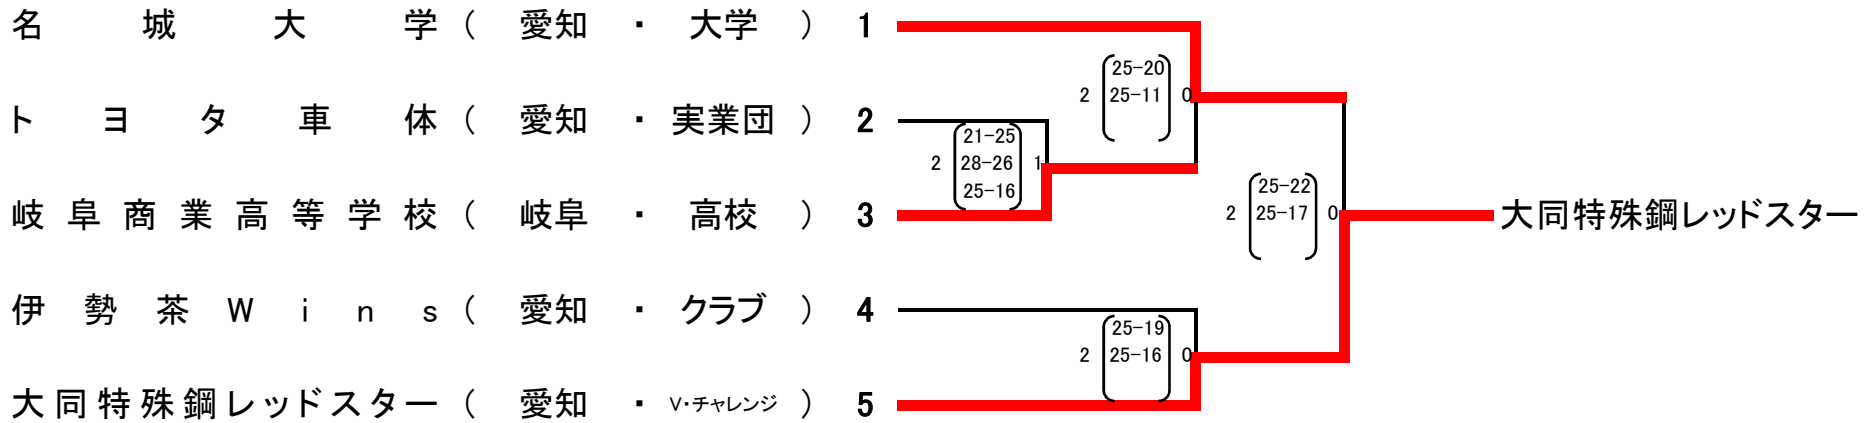 名城大学（ 愛知 ・ 大学 ） 1
25-20
2 25-11 0
トヨタ車体（ 愛知 ・ 実業団 ） 2
21-25
2 28-26 1
25-16
岐阜商業高等学校（ 岐阜 ・ 高校 ） 3
25-22
2 25-17 0
大同特殊鋼レッドスター
伊勢茶Wins（ 愛知 ・ クラブ ） 4
25-19
2 25-16 0
大同特殊鋼レッドスター（ 愛知 ・ V・チャレンジ ） 5